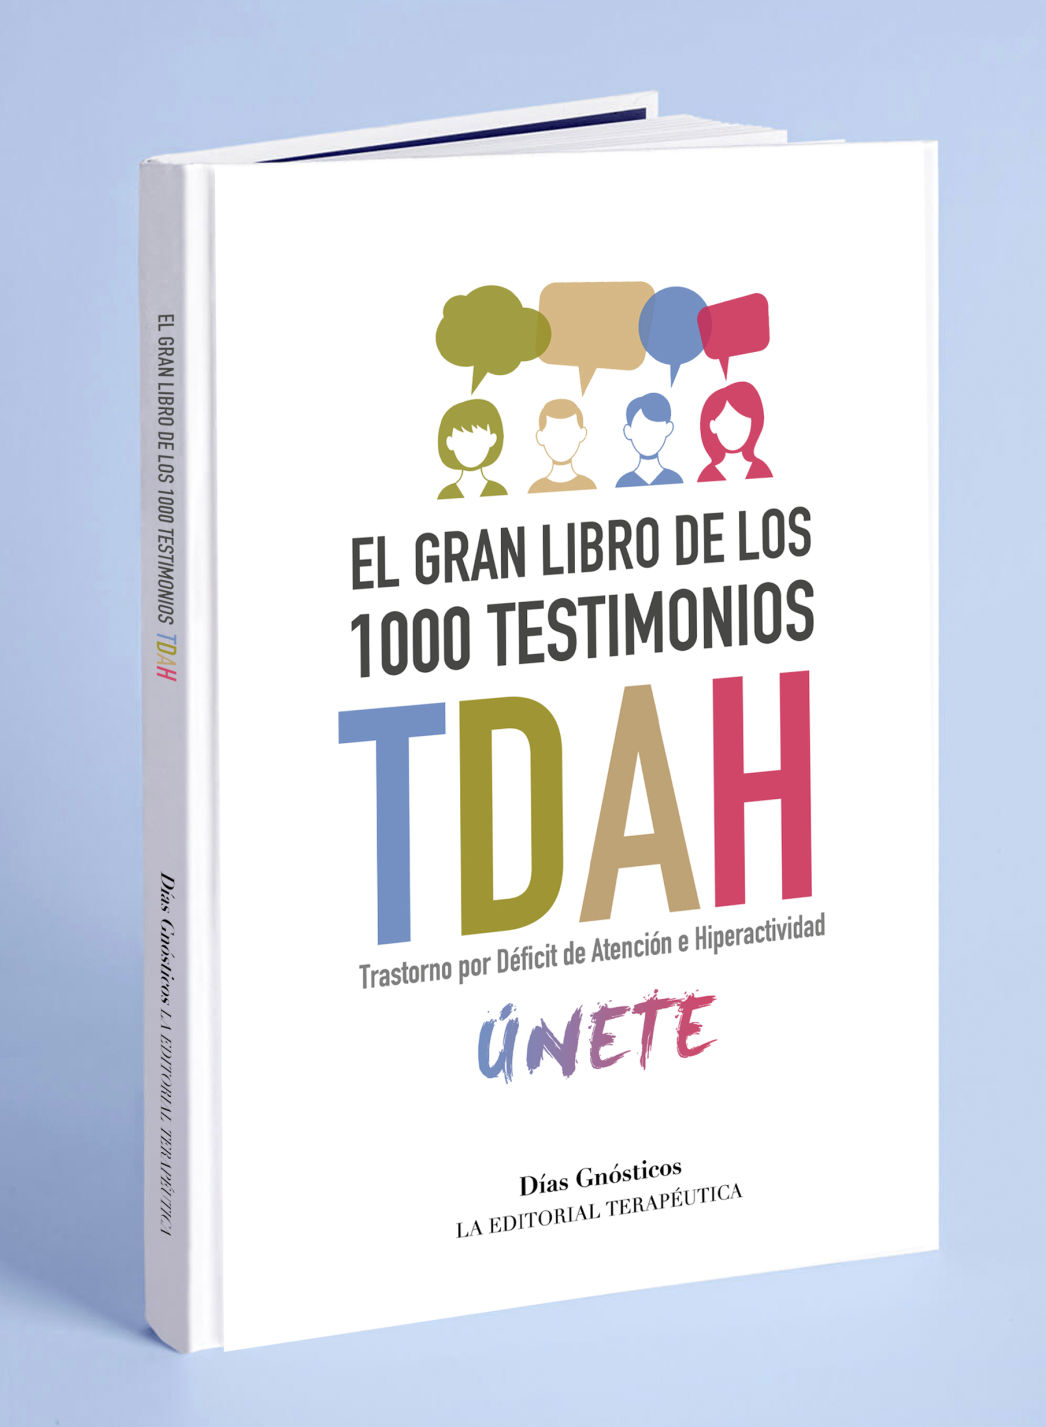 EL GRAN LIBRO DE LOS 1000 TESTIMONIOS TDAH
Días Gnósticos LA EDITORIAL TERAPÉUTICA
EL GRAN LIBRO DE LOS
1000 TESTIMONIOS
TDAH
Trastorno por Déficit de Atención e Hiperactividad
ÚNETE
Días Gnósticos
LA EDITORIAL TERAPÉUTICA